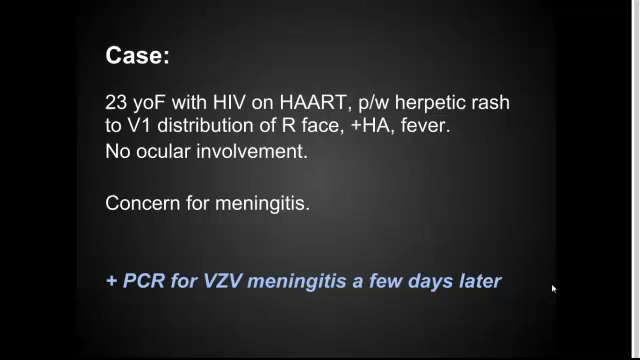 Case:
23 yoF with HIV on HAART, p/w herpetic rash
to V1 distribution of R face, +HA, fever.
No ocular involvement.
Concern for meningitis.
+ PCR for VZV meningitis a few days later